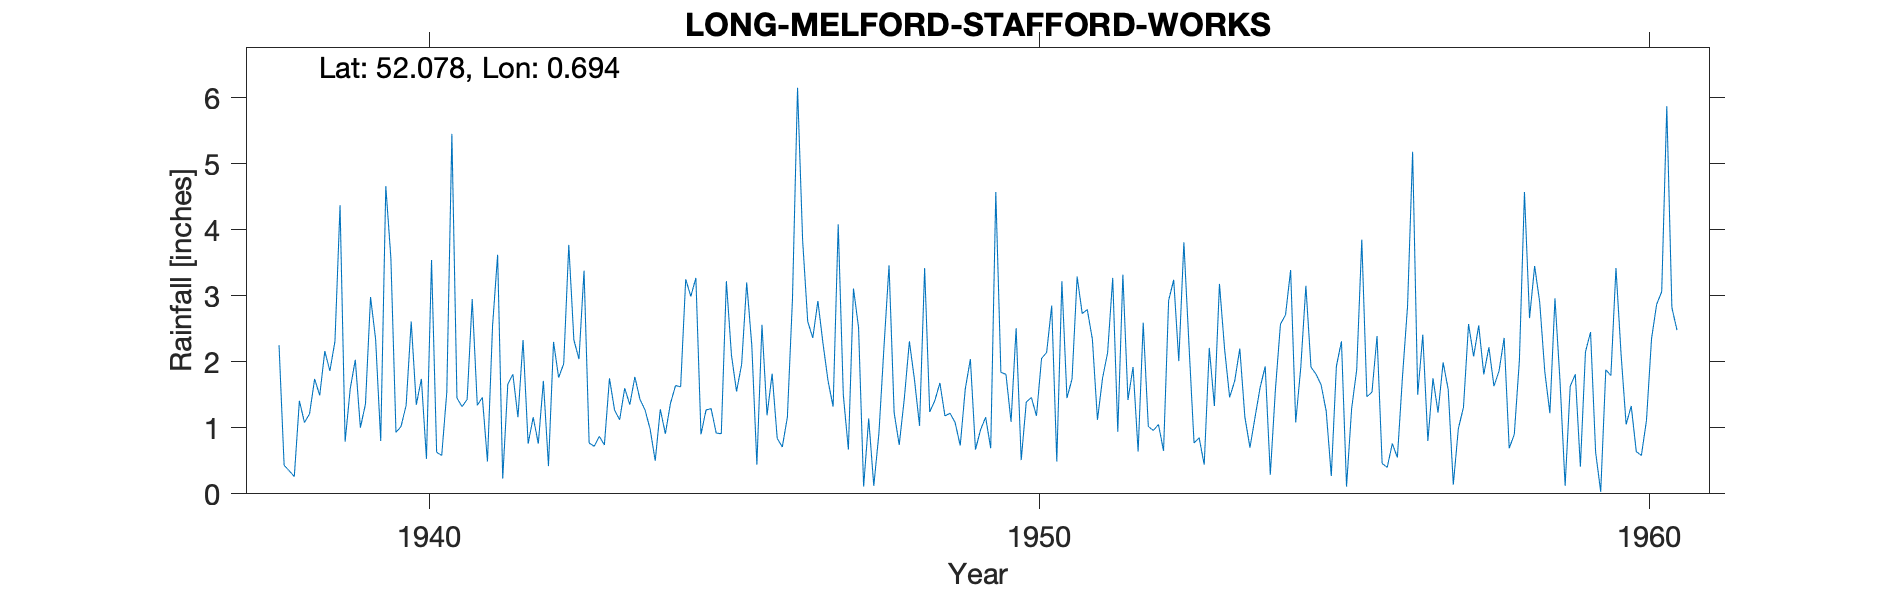 LONG-MELFORD-STAFFORD-WORKS
Lat: 52.078, Lon: 0.694
6
5
4
3
2
1
0
Rainfall [inches]
1940 1950 1960
Year